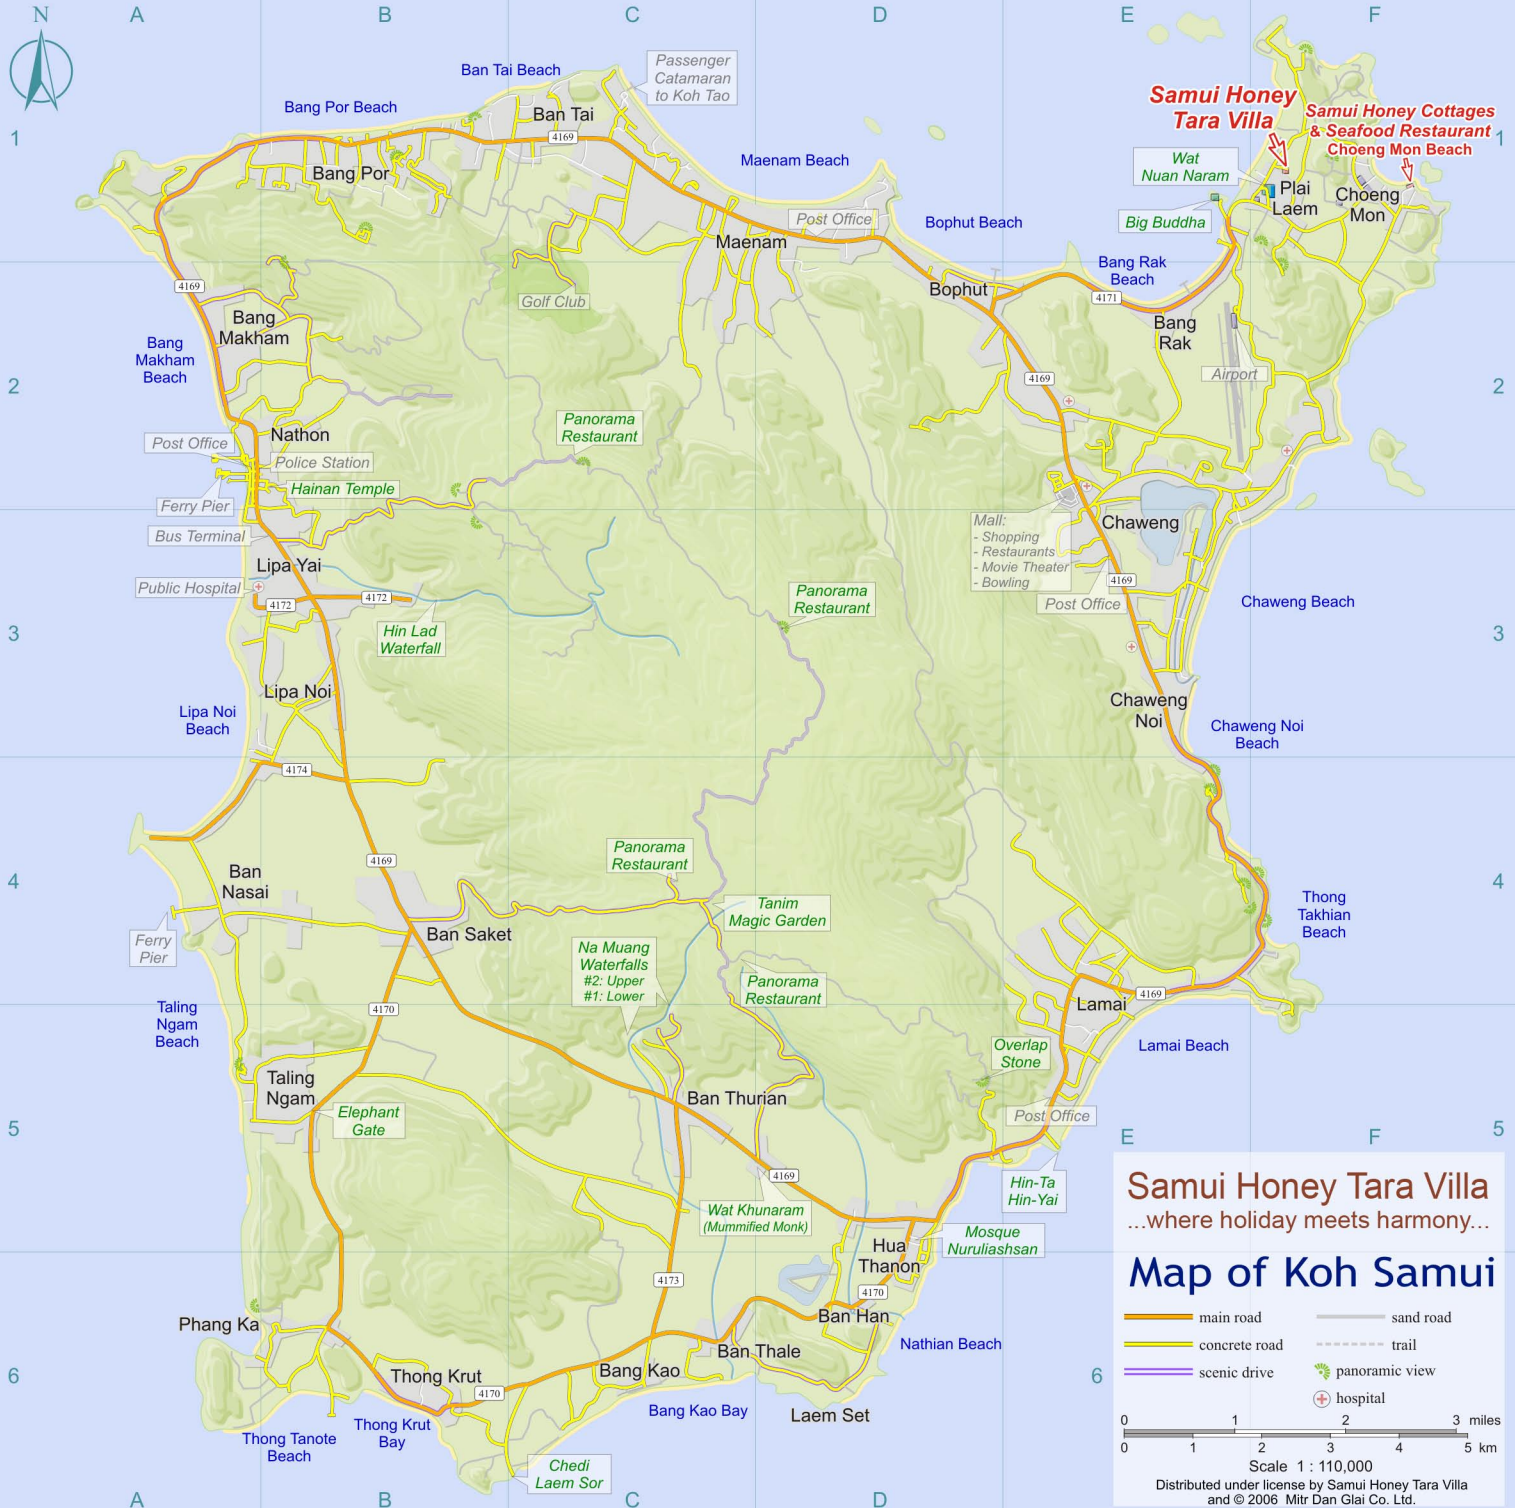 N
A
B
C
D
E
F
Ban Tai Beach
Passenger
Catamaran
to Koh Tao
Bang Por Beach
Ban Tai
4169
Samui Honey
Tara Villa
Samui Honey Cottages
& Seafood Restaurant
Choeng Mon Beach
1
1
Bang Por
Maenam Beach
Wat
Nuan Naram
Plai
Laem
Choeng
Mon
Post Office
Bophut Beach
Big Buddha
Maenam
4169
Golf Club
Bophut
Bang Rak
Beach
4171
Bang
Makham
Bang
Rak
Bang
Makham
Beach
Airport
2
2
4169
Nathon
Post Office
Police Station
Panorama
Restaurant
Hainan Temple
Ferry Pier
Bus Terminal
Mall:
- Shopping
- Restaurants
- Movie Theater
- Bowling
Chaweng
Lipa Yai
Public Hospital
4172
4172
Panorama
Restaurant
4169
Post Office
Chaweng Beach
3
3
Hin Lad
Waterfall
Lipa Noi
Lipa Noi
Beach
Chaweng
Noi
Chaweng Noi
Beach
4174
4169
Panorama
Restaurant
4
4
Ban
Nasai
Tanim
Magic Garden
Thong
Takhian
Beach
Ferry
Pier
Ban Saket
Na Muang
Waterfalls
#2: Upper
#1: Lower
Panorama
Restaurant
4169
Lamai
Taling
Ngam
Beach
4170
Overlap
Stone
Lamai Beach
Taling
Ngam
Ban Thurian
Elephant
Gate
Post Office
5
5
E
F
4169
Hin-Ta
Hin-Yai
Wat Khunaram
(Mummified Monk)
Mosque
Nuruliashsan
Hua
Thanon
4173
4170
Phang Ka
Ban Han
Nathian Beach
Ban Thale
Bang Kao
Thong Krut
4170
6
6
Laem Set
Bang Kao Bay
Thong Krut
Bay
Thong Tanote
Beach
Chedi
Laem Sor
A
B
C
D
Samui Honey Tara Villa
...where holiday meets harmony...
Map of Koh Samui
main road
sand road
concrete road
trail
scenic drive
panoramic view
hospital
0 1 2 3 miles
0 1 2 3 4 5 km
Scale 1 : 110,000
Distributed under license by Samui Honey Tara Villa
and © 2006 Mitr Dan Glai Co. Ltd.